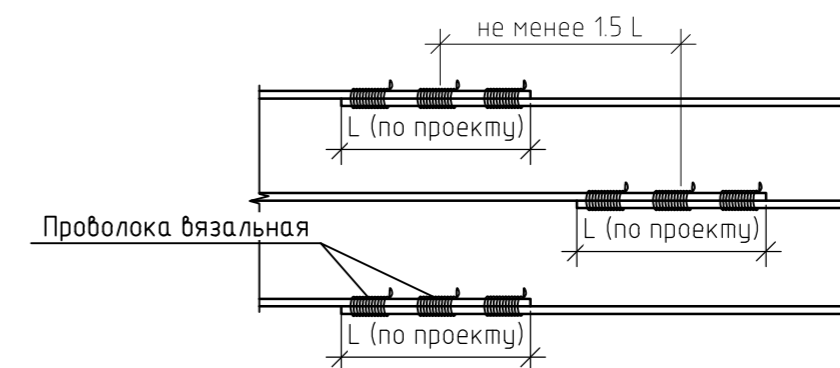 не менее 1.5 L
L (по проекту)
L (по проекту)
Проволока вязальная
L (по проекту)